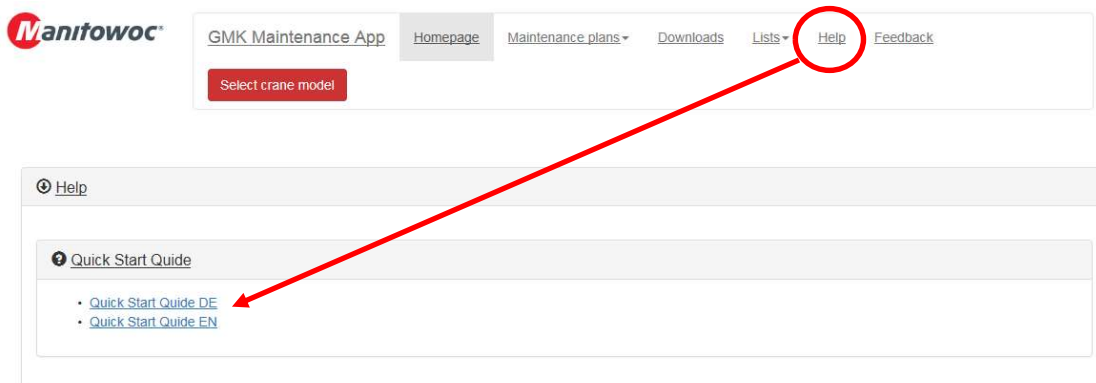 Manitowoc
GMK Maintenance App Homepage Maintenance plans Downloads Lists Help Feedback
Select crane model
Help
Quick Start Quide
• Quick Start Quide DE
• Quick Start Quide EN